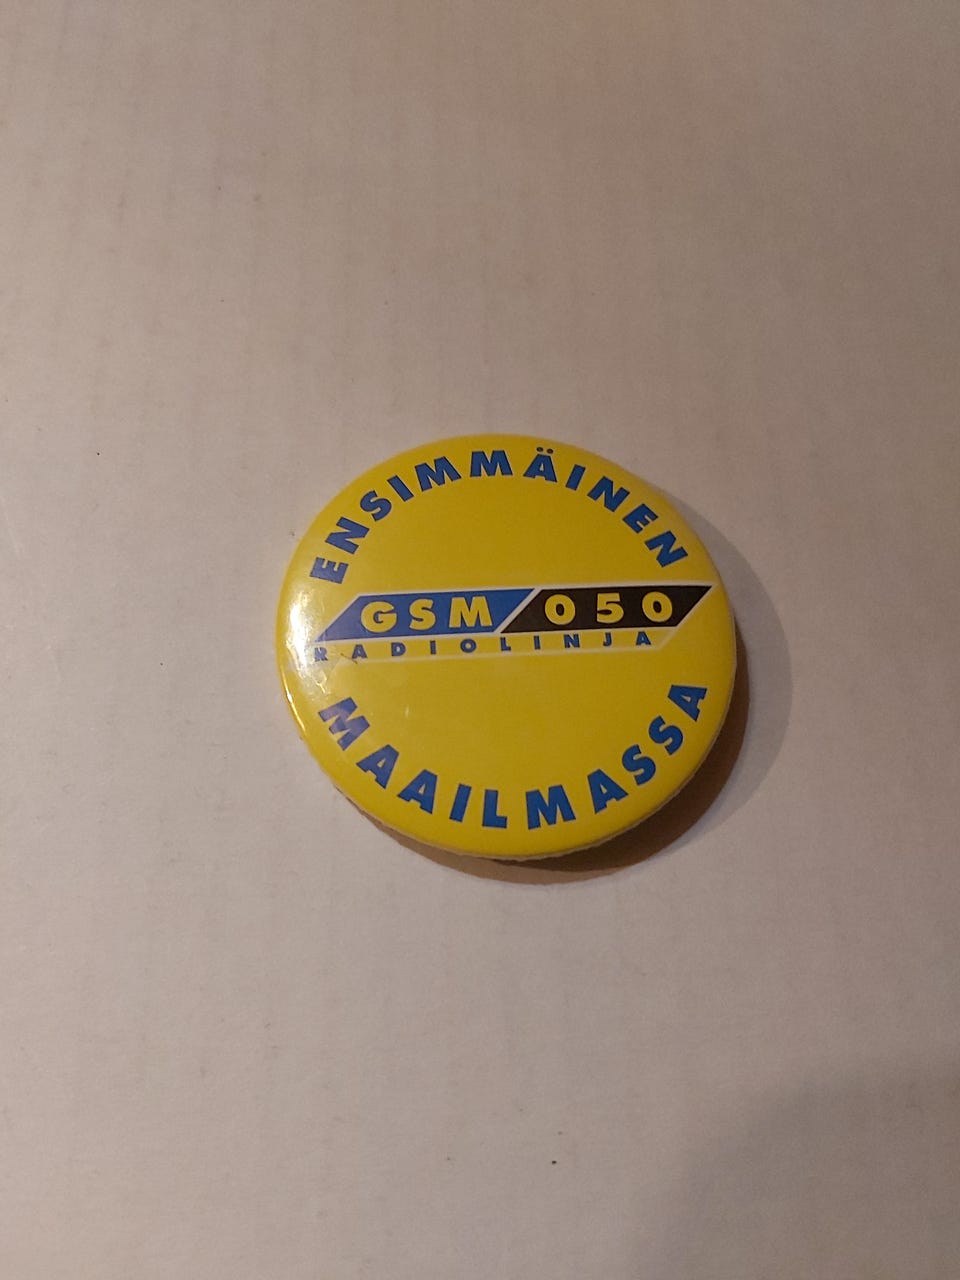 ENSIMMÄINEN
GSM 050
RADIOLINJA
MAAILMASSA